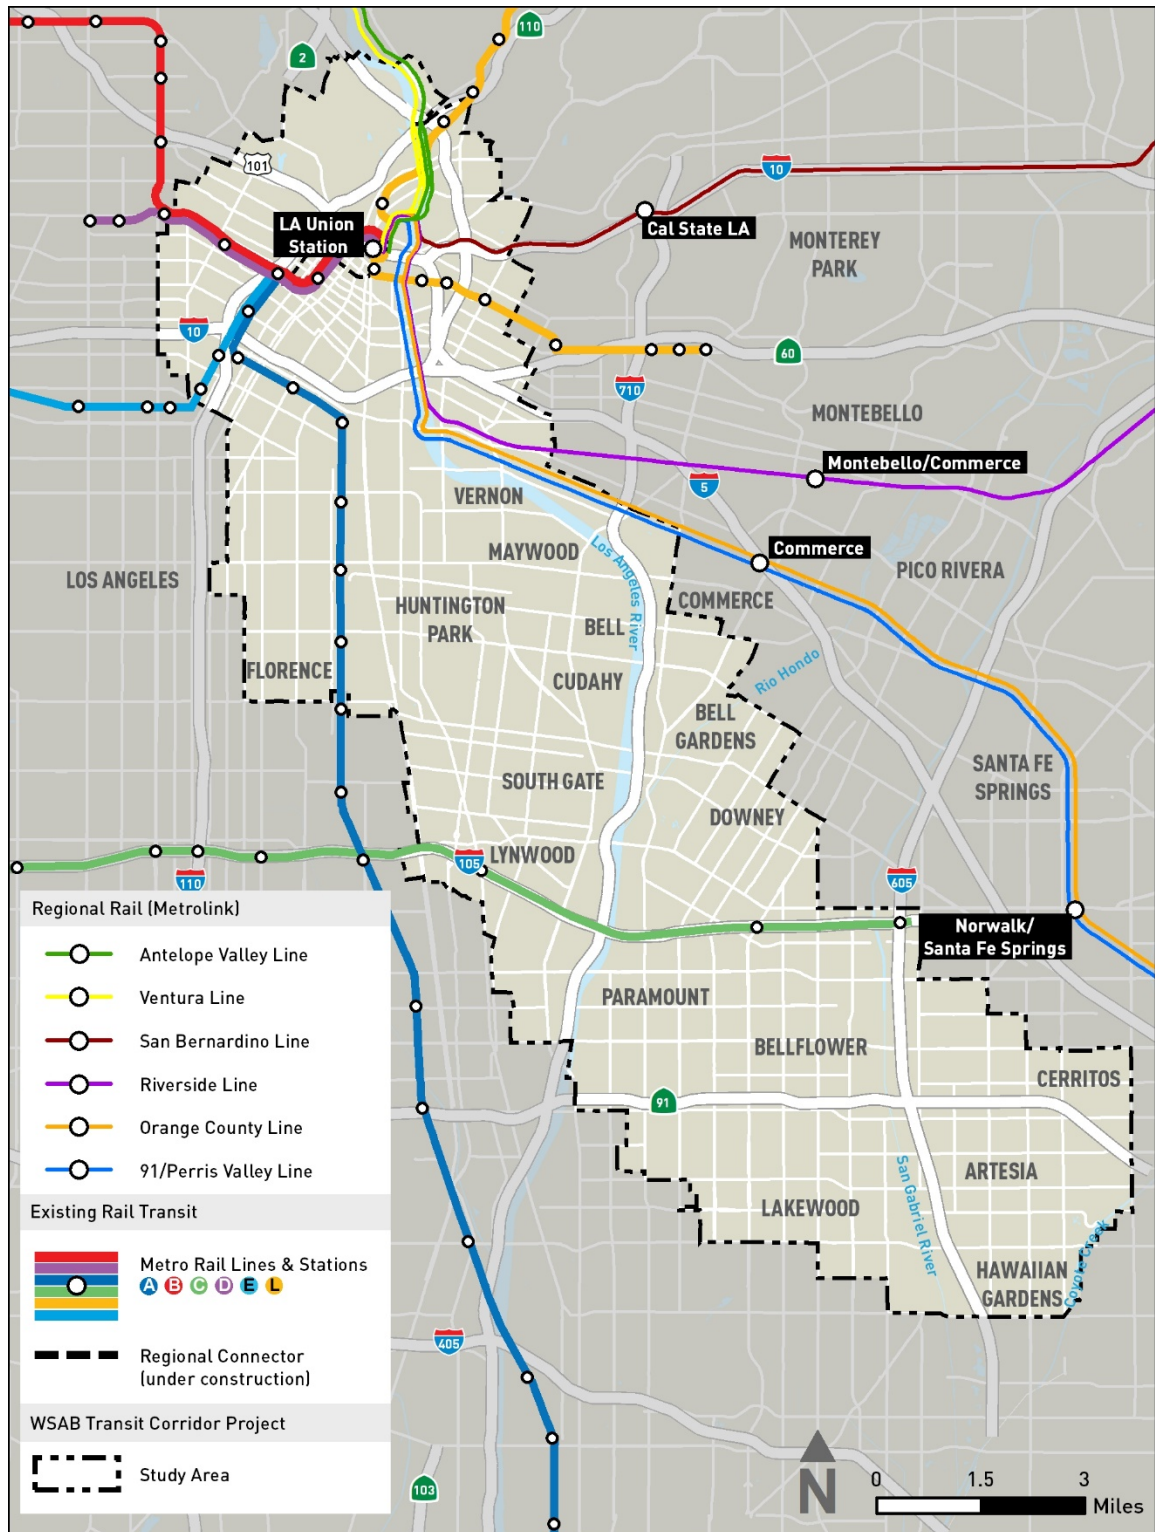 110
2
101
10
LA Union
Station
Cal State LA
MONTEREY
PARK
10
60
710
MONTEBELLO
Montebello/Commerce
5
VERNON
Commerce
MAYWOOD
Los Angeles River
LOS ANGELES
PICO RIVERA
COMMERCE
HUNTINGTON
PARK
BELL
FLORENCE
CUDAHY
Rio Hondo
BELL
GARDENS
SANTA FE
SPRINGS
SOUTH GATE
DOWNEY
LYNWOOD
105
110
605
Norwalk/
Santa Fe Springs
PARAMOUNT
BELLFLOWER
CERRITOS
91
ARTESIA
San Gabriel River
LAKEWOOD
HAWAIIAN
GARDENS
Coyote Creek
405
103
Regional Rail (Metrolink)
Antelope Valley Line
Ventura Line
San Bernardino Line
Riverside Line
Orange County Line
91/Perris Valley Line
Existing Rail Transit
Metro Rail Lines & Stations
A B C D E L
Regional Connector
(under construction)
WSAB Transit Corridor Project
Study Area
N
0 1.5 3
Miles